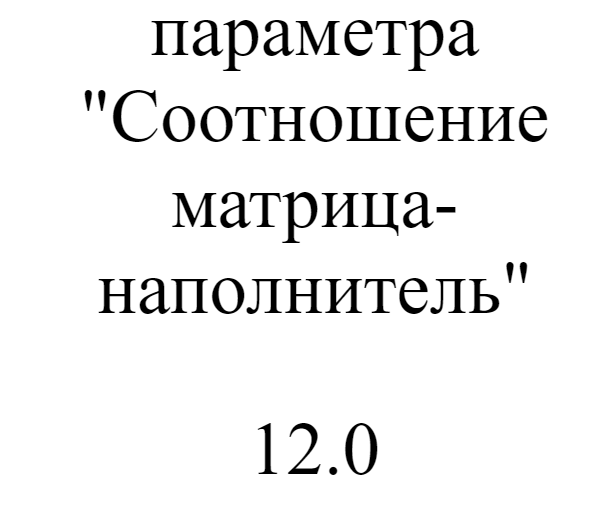 параметра
"Соотношение
матрица-
наполнитель"
12.0